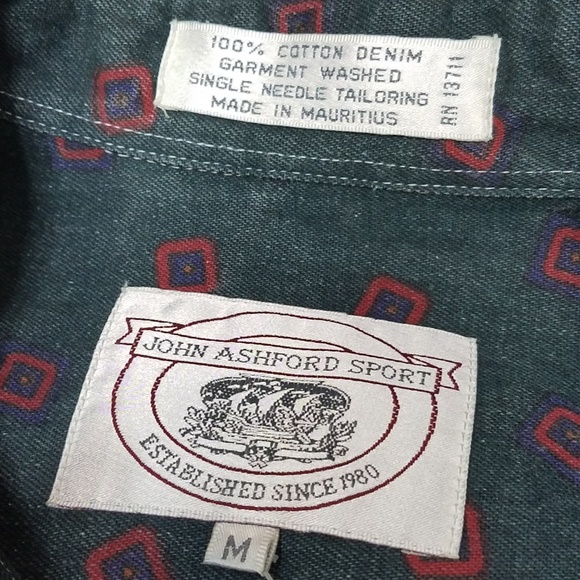 100% COTTON DENIM
GARMENT WASHED
SINGLE NEEDLE TAILORING
MADE IN MAURITIUS
RN 13711
JOHN ASHFORD SPORT
ESTABLISHED SINCE 1980
M